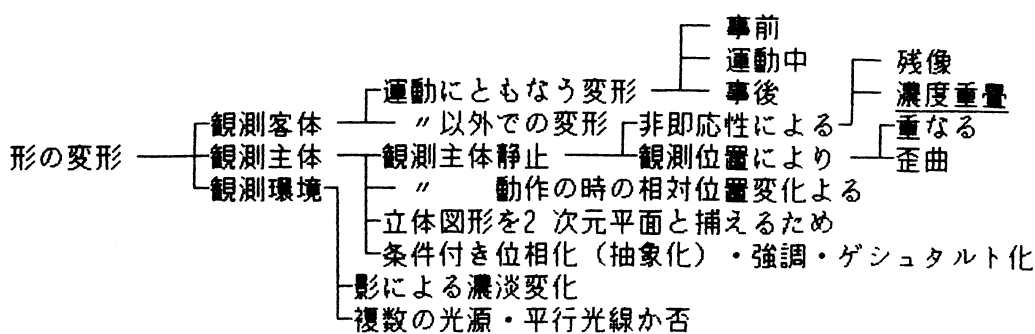 事前
運動中
残像
運動にともなう変形
事後
濃度重畳
観測客体
〃以外での変形
非即応性による
重なる
形の変形
観測主体
観測主体静止
観測位置により
歪曲
観測環境
〃 動作の時の相対位置変化よる
立体図形を2 次元平面と捕えるため
条件付き位相化（抽象化）・強調・ゲシュタルト化
影による濃淡変化
複数の光源・平行光線か否